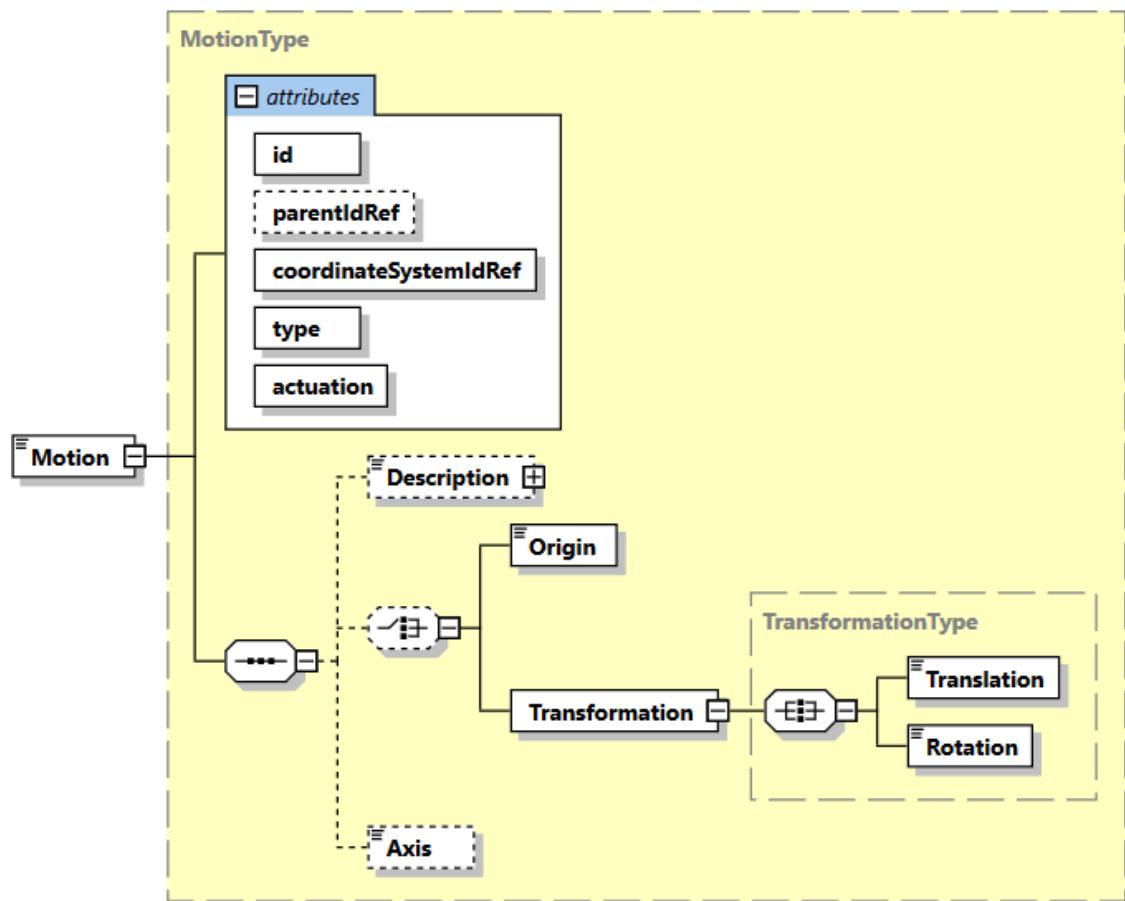 MotionType
attributes
id
parentIdRef
coordinateSystemIdRef
type
actuation
Motion
Description
Origin
TransformationType
Translation
Transformation
Rotation
Axis